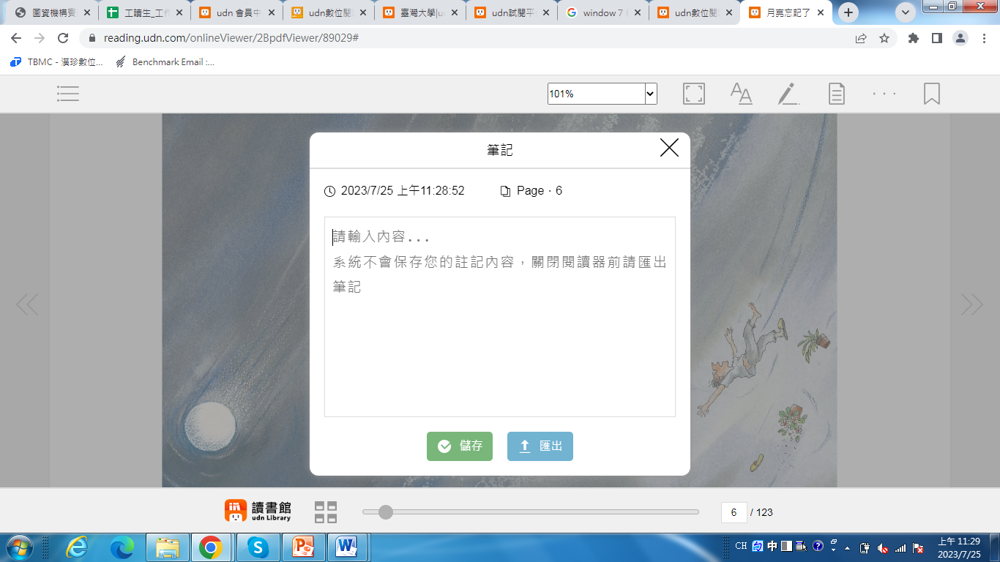 圖資機構實
工讀生_工作
udn 會員中
udn數位閱讀
臺灣大學|ud
udn試閱平
window 7
udn數位閱
月亮忘記了
reading.udn.com/onlineViewer/2BpdfViewer/89029#
TBMC - 漢珍數位...
Benchmark Email :...
101%
筆記
2023/7/25 上午11:28:52
Page · 6
請輸入內容...
系統不會保存您的註記內容，關閉閱讀器前請匯出
筆記
儲存
匯出
讀書館
udn Library
6 / 123
CH
中
上午 11:29
2023/7/25